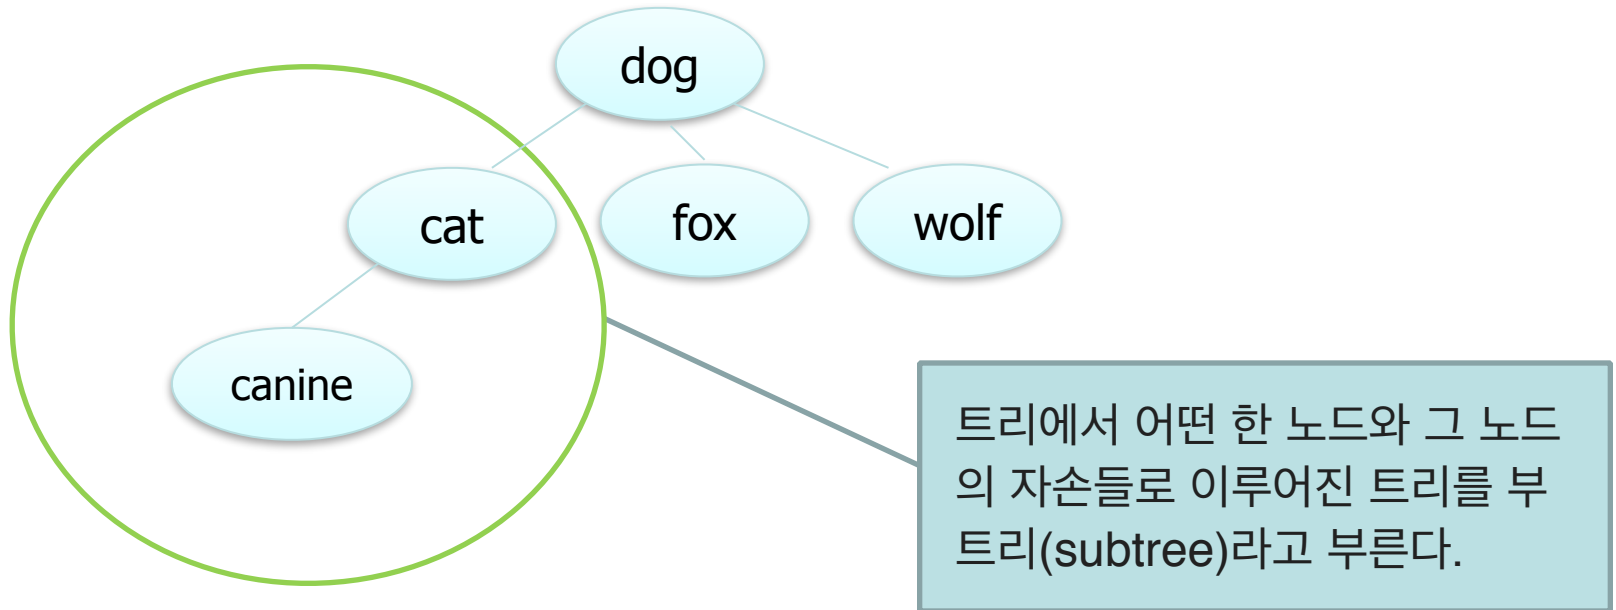 dog
cat
fox
wolf
canine
트리에서 어떤 한 노드와 그 노드
의 자손들로 이루어진 트리를 부
트리(subtree)라고 부른다.